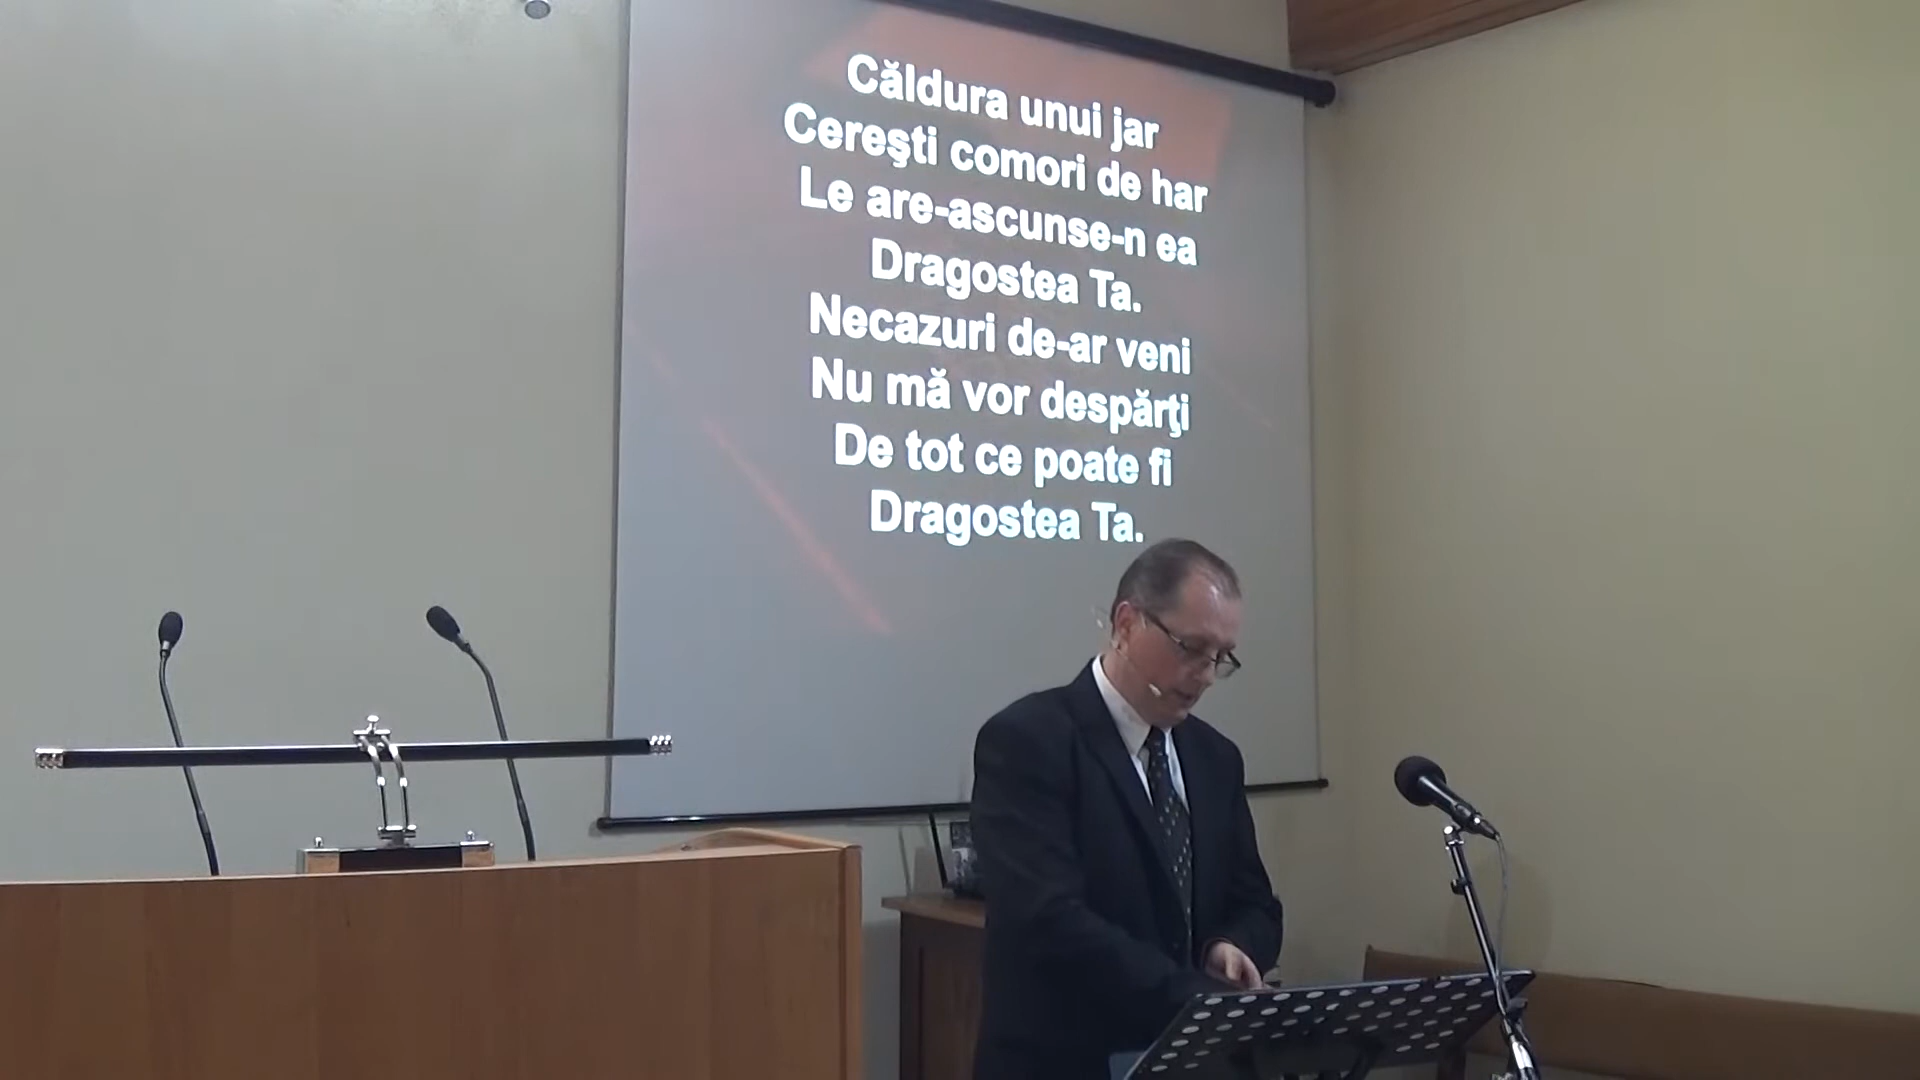 Căldura unui jar
Cereşti comori de har
Le are-ascunse-n ea
Dragostea Ta.
Necazuri de-ar veni
Nu mă vor despărţi
De tot ce poate fi
Dragostea Ta.